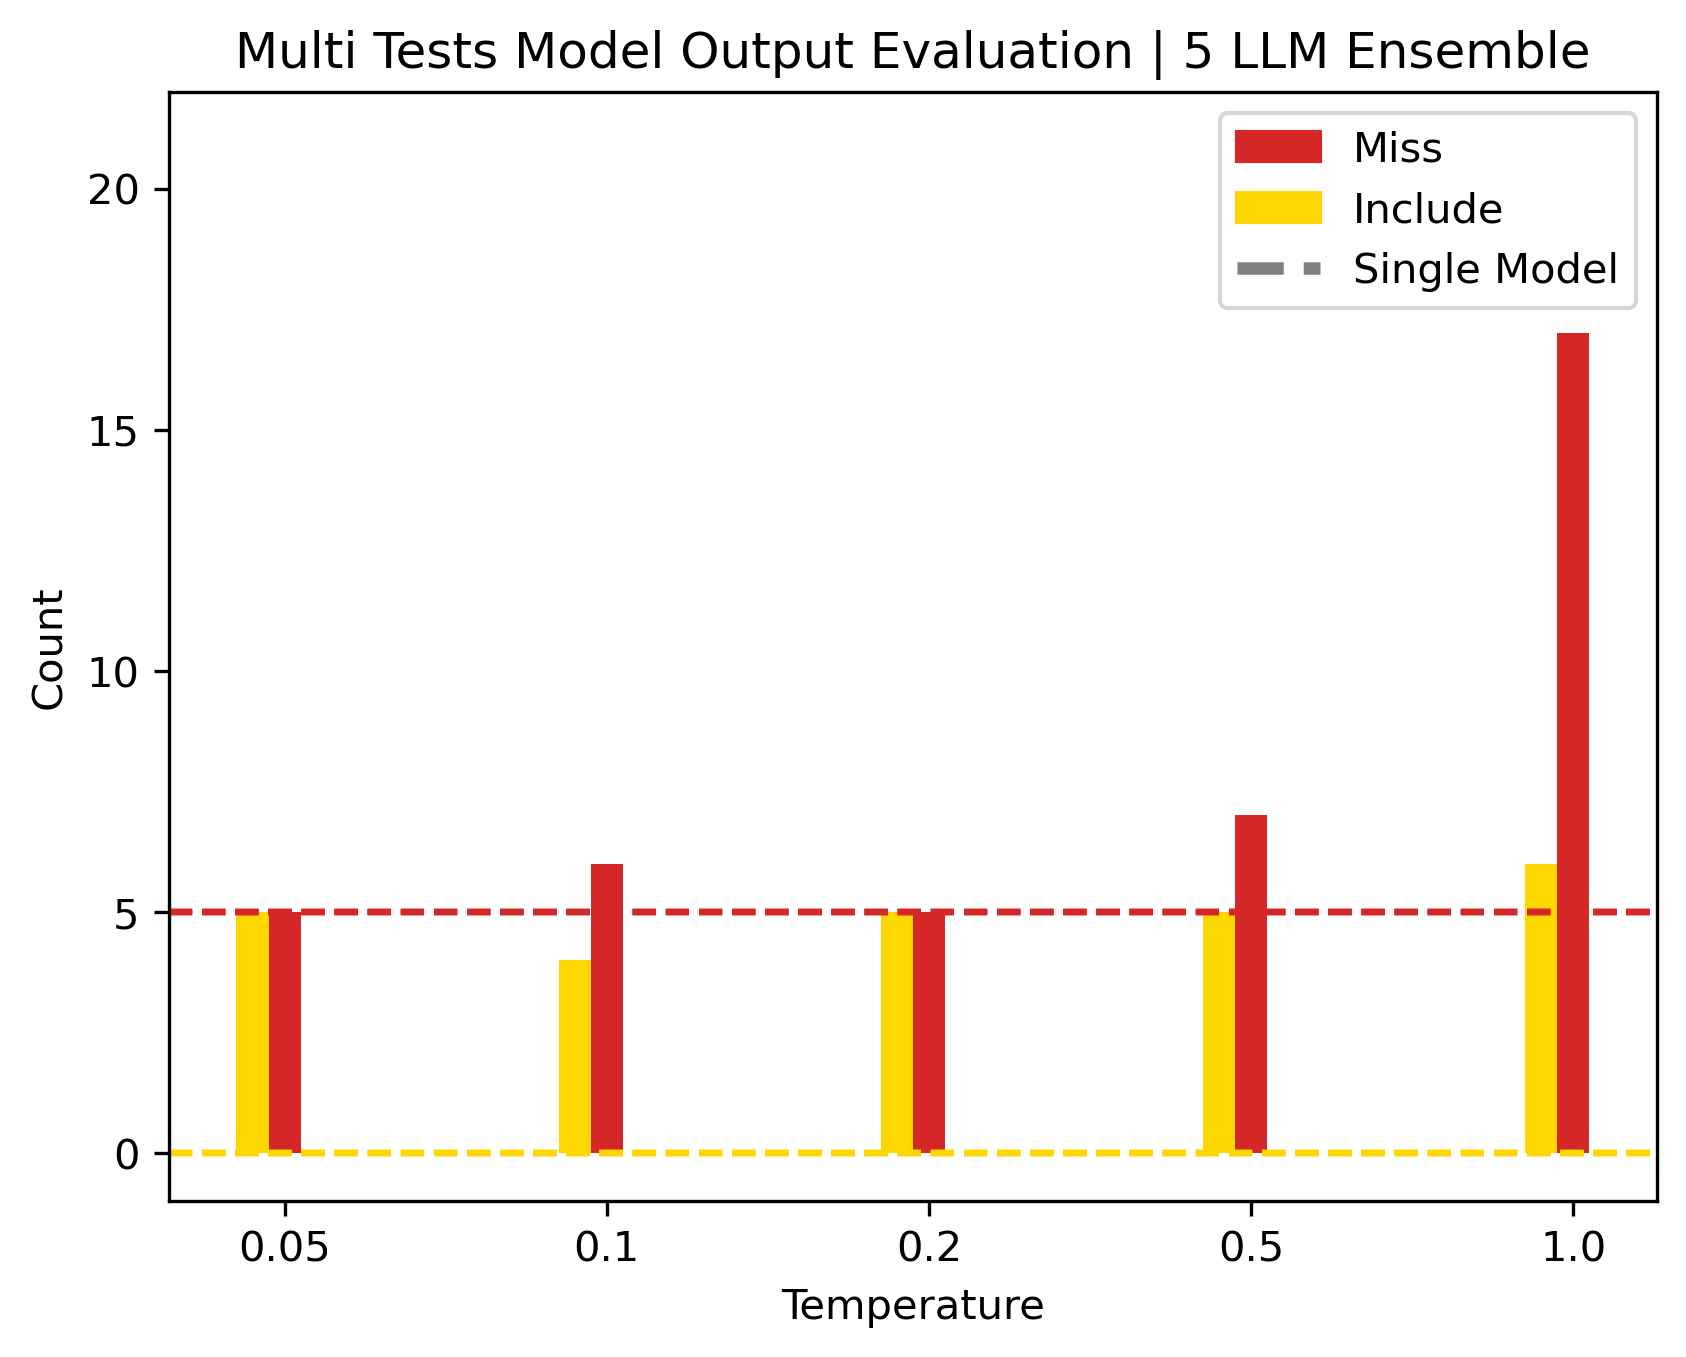 Multi Tests Model Output Evaluation | 5 LLM Ensemble
Miss
Include
Single Model
20
15
10
5
0
Count
0.05 0.1 0.2 0.5 1.0
Temperature